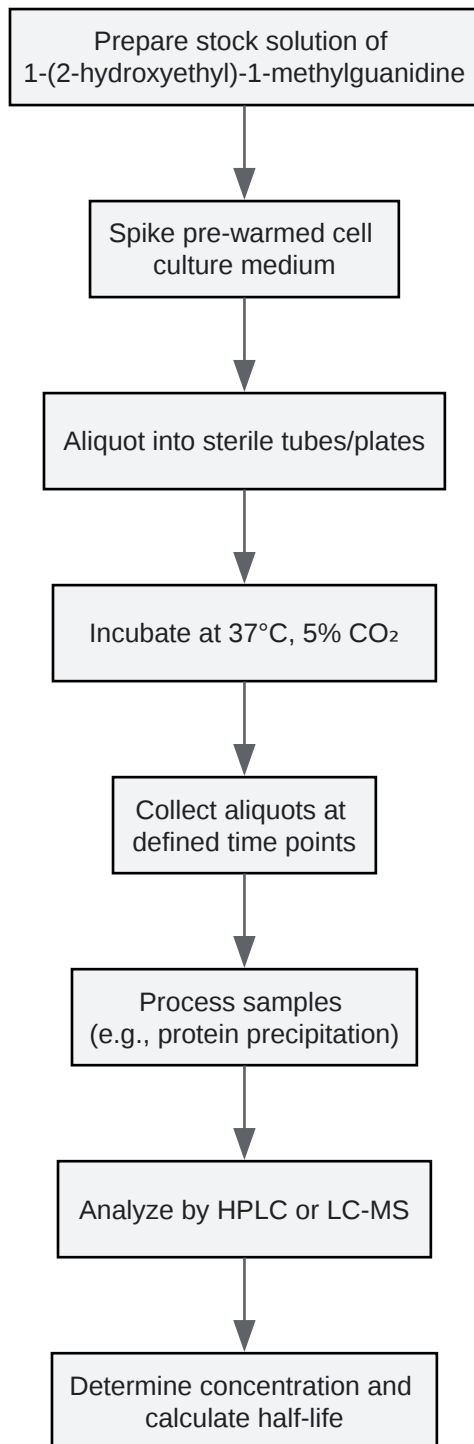 Prepare stock solution of
1-(2-hydroxyethyl)-1-methylguanidine
Spike pre-warmed cell
culture medium
Aliquot into sterile tubes/plates
Incubate at 37°C, 5% CO₂
Collect aliquots at
defined time points
Process samples
(e.g., protein precipitation)
Analyze by HPLC or LC-MS
Determine concentration and
calculate half-life